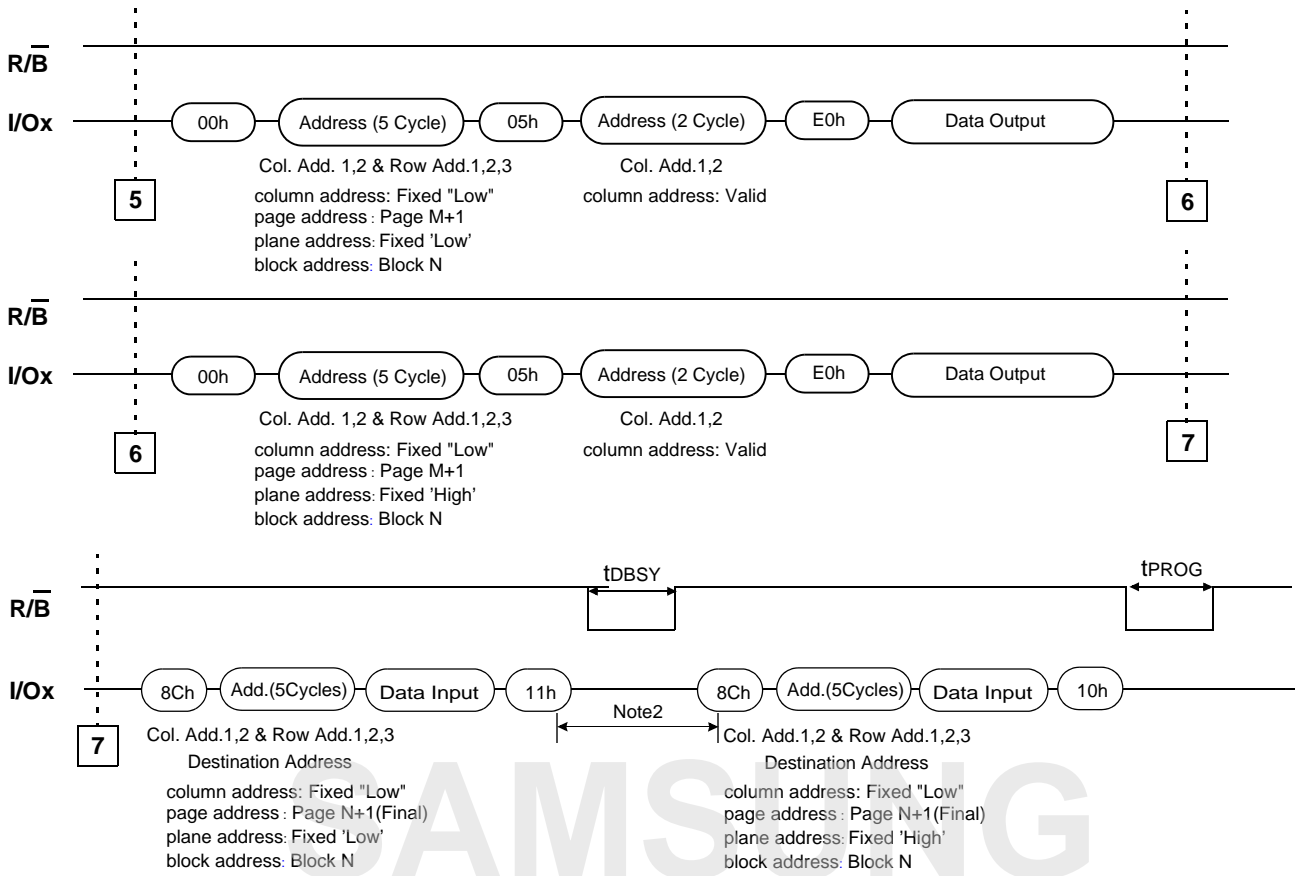 R/B
I/Ox
00h Address (5 Cycle) 05h Address (2 Cycle) E0h Data Output
Col. Add. 1,2 & Row Add.1,2,3 Col. Add.1,2
column address: Fixed "Low" column address: Valid
page address : Page M+1
plane address: Fixed 'Low'
block address: Block N
5 6
R/B
I/Ox
00h Address (5 Cycle) 05h Address (2 Cycle) E0h Data Output
Col. Add. 1,2 & Row Add.1,2,3 Col. Add.1,2
column address: Fixed "Low" column address: Valid
page address : Page M+1
plane address: Fixed 'High'
block address: Block N
6 7
tDBSY tPROG
R/B
I/Ox
8Ch Add.(5Cycles) Data Input 11h 8Ch Add.(5Cycles) Data Input 10h
Note2
7
Col. Add.1,2 & Row Add.1,2,3 Col. Add.1,2 & Row Add.1,2,3
Destination Address Destination Address
column address: Fixed "Low" column address: Fixed "Low"
page address : Page N+1(Final) page address : Page N+1(Final)
plane address: Fixed 'Low' plane address: Fixed 'High'
block address: Block N block address: Block N
SAMSUNG